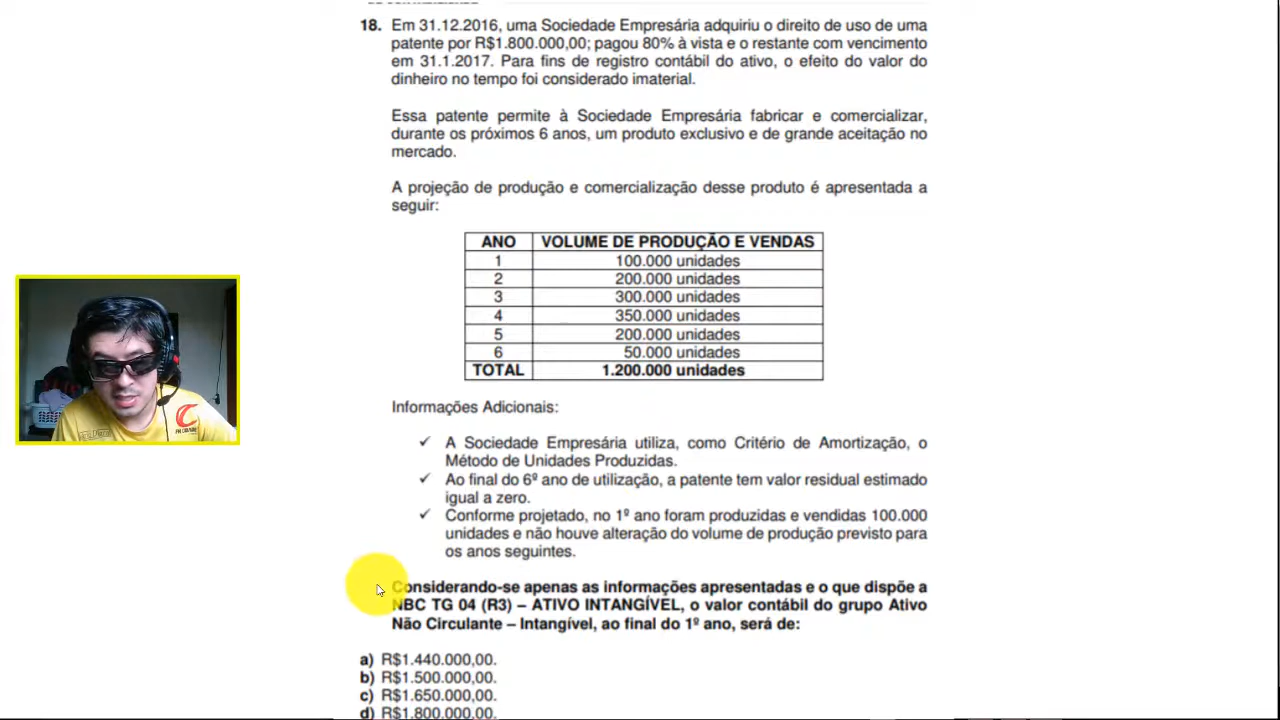 18. Em 31.12.2016, uma Sociedade Empresária adquiriu o direito de uso de uma
patente por R$1.800.000,00; pagou 80% à vista e o restante com vencimento
em 31.1.2017. Para fins de registro contábil do ativo, o efeito do valor do
dinheiro no tempo foi considerado imaterial.
Essa patente permite à Sociedade Empresária fabricar e comercializar,
durante os próximos 6 anos, um produto exclusivo e de grande aceitação no
mercado.
A projeção de produção e comercialização desse produto é apresentada a
seguir:
ANO VOLUME DE PRODUÇÃO E VENDAS
1 100.000 unidades
2 200.000 unidades
3 300.000 unidades
4 350.000 unidades
5 200.000 unidades
6 50.000 unidades
TOTAL 1.200.000 unidades
Informações Adicionais:
✓ A Sociedade Empresária utiliza, como Critério de Amortização, o
Método de Unidades Produzidas.
✓ Ao final do 6º ano de utilização, a patente tem valor residual estimado
igual a zero.
✓ Conforme projetado, no 1º ano foram produzidas e vendidas 100.000
unidades e não houve alteração do volume de produção previsto para
os anos seguintes.
Considerando-se apenas as informações apresentadas e o que dispõe a
NBC TG 04 (R3) – ATIVO INTANGÍVEL, o valor contábil do grupo Ativo
Não Circulante – Intangível, ao final do 1º ano, será de:
a) R$1.440.000,00.
b) R$1.500.000,00.
c) R$1.650.000,00.
d) R$1.800.000,00.